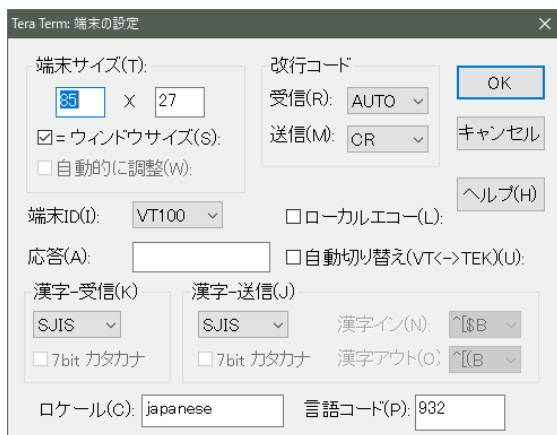 Tera Term: 端末の設定
端末サイズ(T):
85 X 27
=ウィンドウサイズ(S):
自動的に調整(W):
改行コード
受信(R): AUTO
送信(M): CR
OK
キャンセル
ヘルプ(H)
端末ID(I): VT100
ローカルエコー(L):
応答(A):
自動切り替え(VT<->TEK)(U):
漢字-受信(K)
SJIS
7bit カタカナ
漢字-送信(J)
SJIS
7bit カタカナ
漢字イン(N): ^[$B
漢字アウト(O) ^[(B
ロケール(C): japanese
言語コード(P): 932